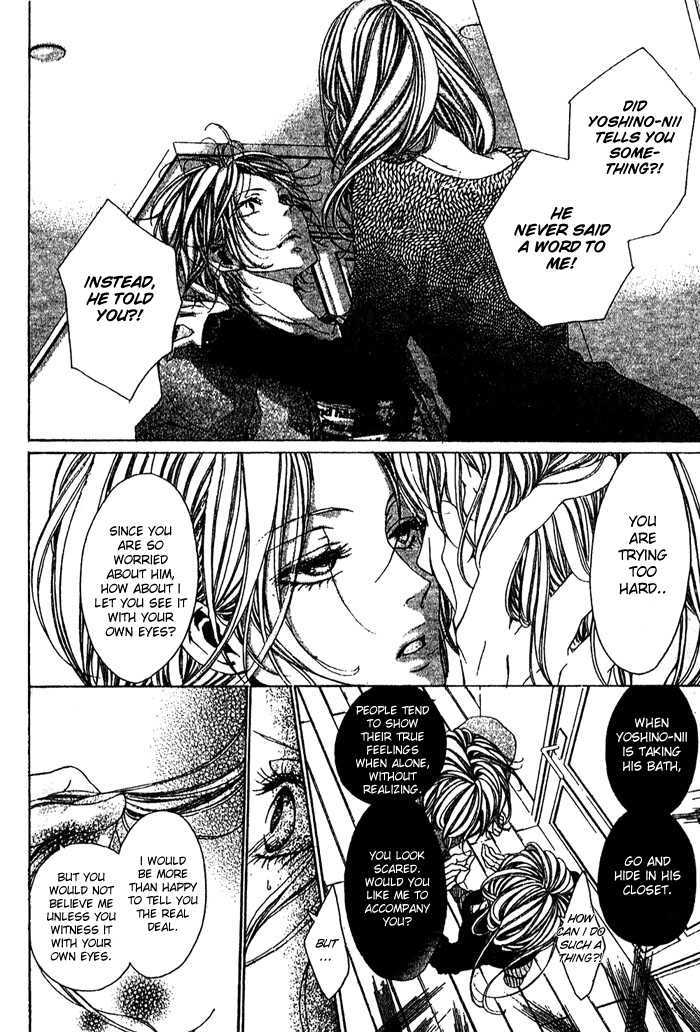 DID
YOSHINO-NII
TELLS YOU
SOME-
THING?!
HE
NEVER SAID
A WORD TO
ME!
INSTEAD,
HE TOLD
YOU?!
YOU
ARE
TRYING
TOO
HARD..
SINCE YOU
ARE SO
WORRIED
ABOUT HIM,
HOW ABOUT I
LET YOU SEE IT
WITH YOUR
OWN EYES?
WHEN
YOSHINO-NII
IS TAKING
HIS BATH,
GO AND
HIDE IN HIS
CLOSET.
HOW
CAN I DO
SUCH A
THING?!
PEOPLE TEND
TO SHOW
THEIR TRUE
FEELINGS
WHEN ALONE,
WITHOUT
REALIZING.
YOU LOOK
SCARED.
WOULD YOU
LIKE ME TO
ACCOMPANY
YOU?
BUT
...
I WOULD
BE MORE
THAN HAPPY
TO TELL YOU
THE REAL
DEAL.
BUT YOU
WOULD NOT
BELIEVE ME
UNLESS YOU
WITNESS IT
WITH YOUR
OWN EYES.